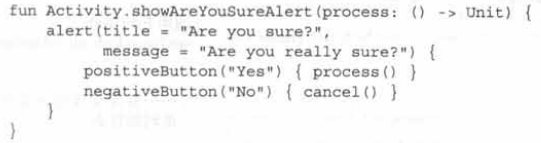 fun Activity.showAreYouSureAlert(process: () -> Unit) {
    alert(title = "Are you sure?",
          message = "Are you really sure?") {
        positiveButton("Yes") { process() }
        negativeButton("No") { cancel() }
    }
}